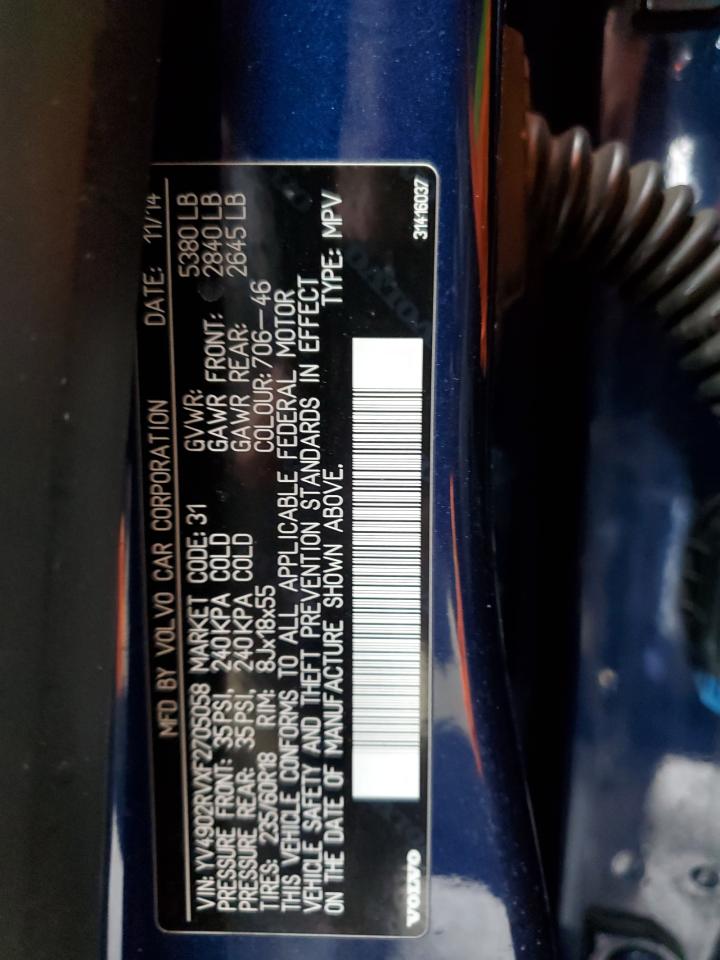 MFD BY VOLVO CAR CORPORATION DATE: 11/14
VIN: YV4902RVXF2705058 MARKET CODE: 31 GVWR: 5380 LB
PRESSURE FRONT: 35PSI, 240KPA COLD GAWR FRONT: 2840 LB
PRESSURE REAR: 35PSI, 240KPA COLD GAWR REAR: 2645 LB
TIRES: 235/60R18 RIM: 8Jx18x55 COLOUR: 706-46
THIS VEHICLE CONFORMS TO ALL APPLICABLE FEDERAL MOTOR
VEHICLE SAFETY AND THEFT PREVENTION STANDARDS IN EFFECT
ON THE DATE OF MANUFACTURE SHOWN ABOVE. TYPE: MPV
VOLVO 31416037